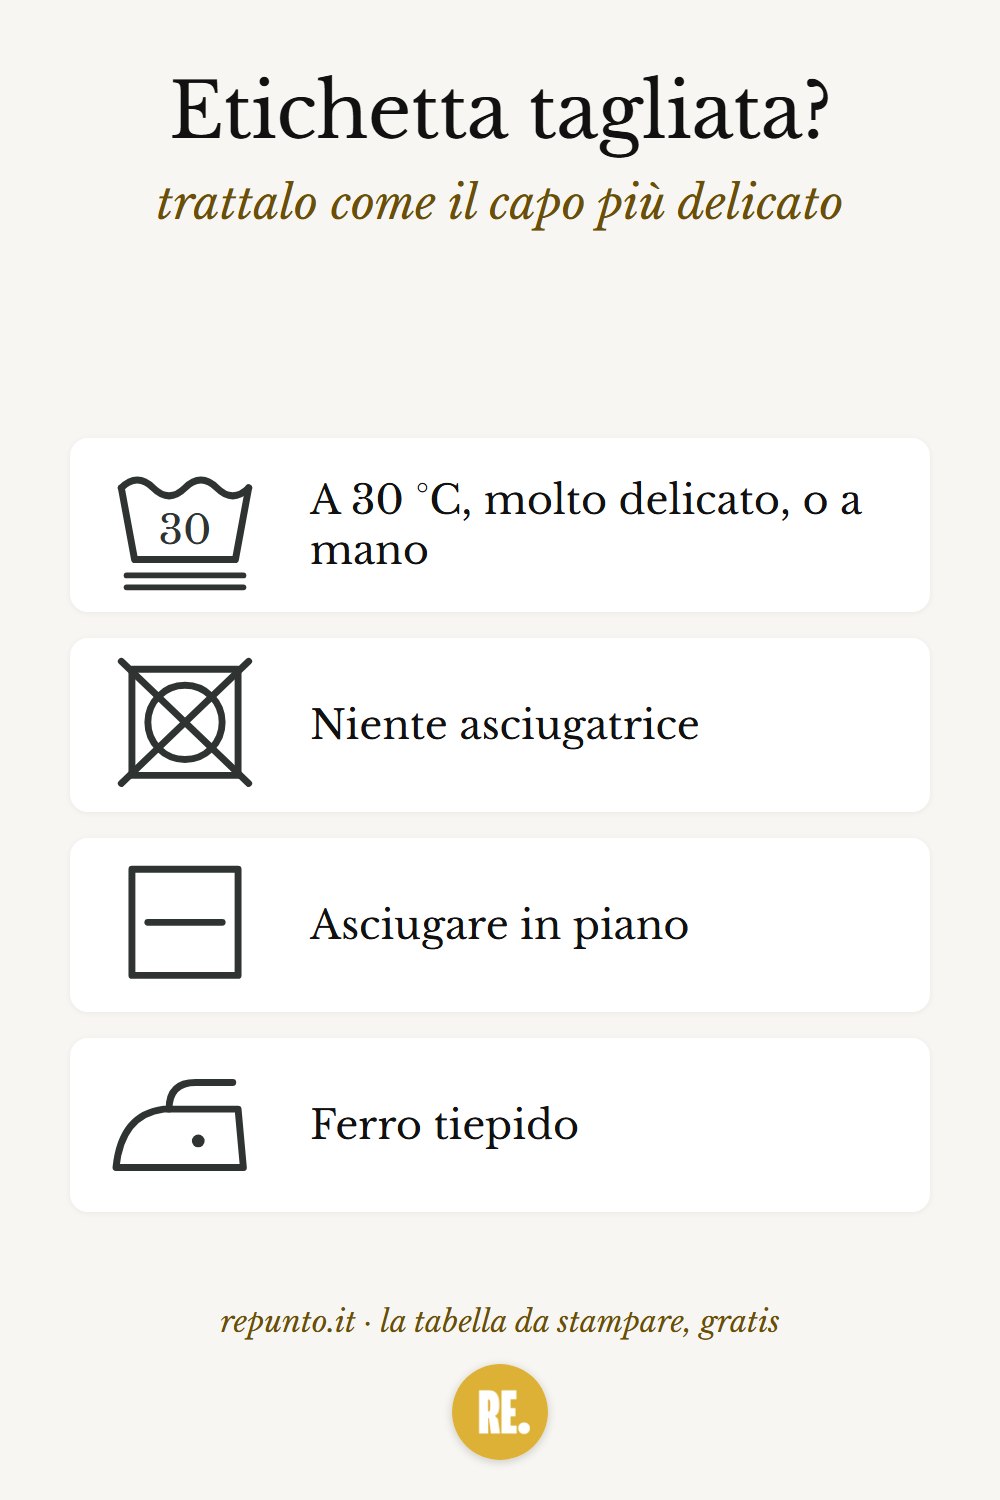 Etichetta tagliata?
trattalo come il capo più delicato
30
A 30 °C, molto delicato, o a
mano
Niente asciugatrice
Asciugare in piano
Ferro tiepido
repunto.it · la tabella da stampare, gratis
RE.